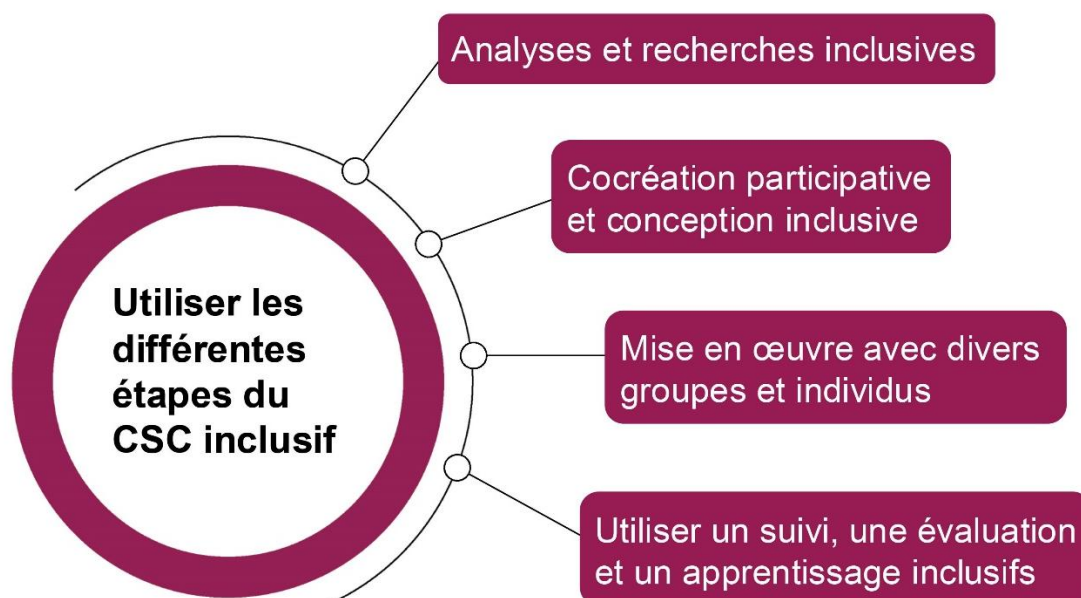 Analyses et recherches inclusives
Cocréation participative
et conception inclusive
Utiliser les
différentes
étapes du
CSC inclusif
Mise en œuvre avec divers
groupes et individus
Utiliser un suivi, une évaluation
et un apprentissage inclusifs